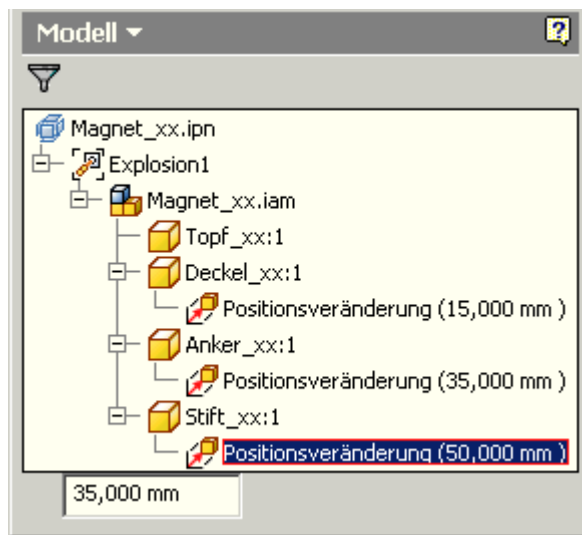 Modell
Magnet_xx.ipn
Explosion1
Magnet_xx.iam
Topf_xx:1
Deckel_xx:1
Positionsveränderung (15,000 mm )
Anker_xx:1
Positionsveränderung (35,000 mm )
Stift_xx:1
Positionsveränderung (50,000 mm )
35,000 mm